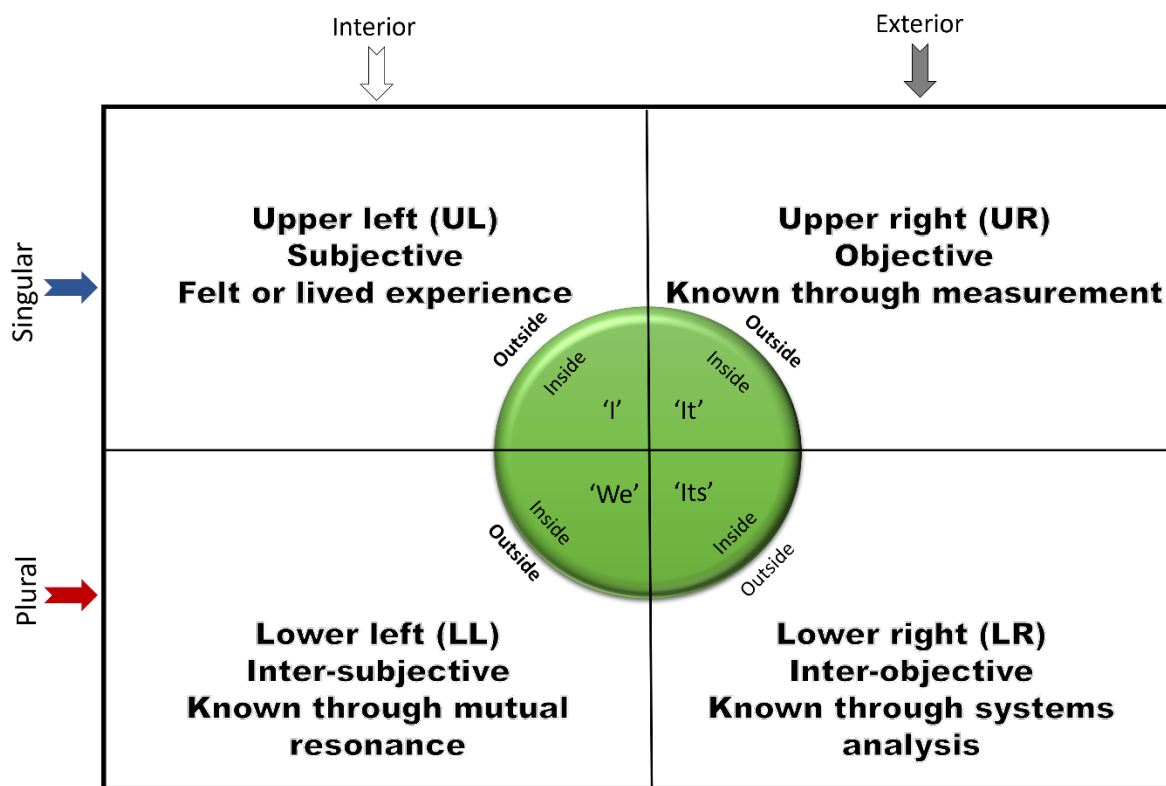 Interior
Exterior
Singular
Upper left (UL)
Subjective
Felt or lived experience
Upper right (UR)
Objective
Known through measurement
Outside
Inside
‘I’
Outside
Inside
‘It’
Plural
‘We’
Inside
Outside
‘Its’
Inside
Outside
Lower left (LL)
Inter-subjective
Known through mutual
resonance
Lower right (LR)
Inter-objective
Known through systems
analysis